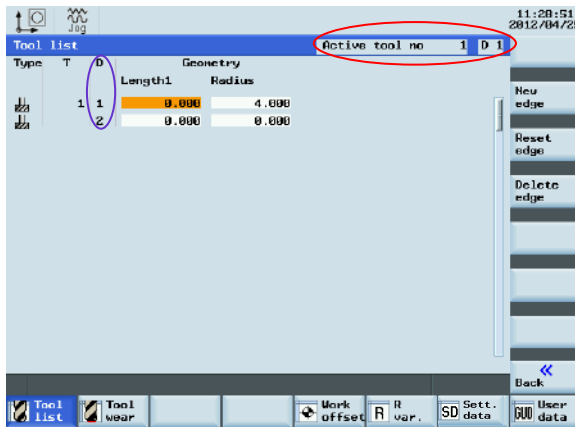 11:28:51
Jog
2012/04/25
Tool list
Active tool no 1 D 1
Type T D Geometry
Length1 Radius
1 1 0.000 4.000
2 0.000 0.000
New
edge
Reset
edge
Delete
edge
«
Back
Tool
list
Tool
wear
Work
offset
R
R
var.
SD
Sett.
data
GUD
User
data